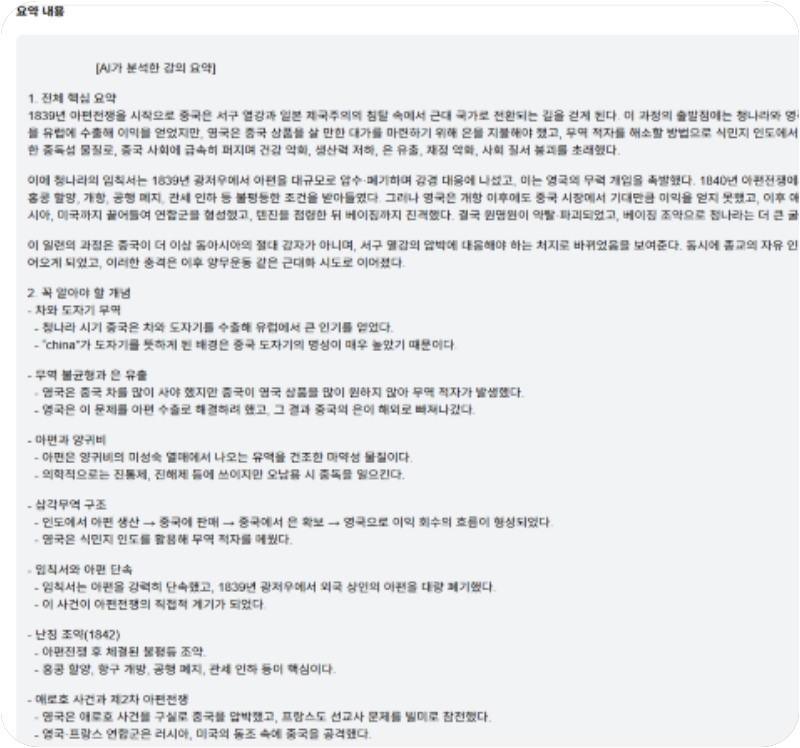 요약 내용
[AI가 분석한 강의 요약]
1. 전체 핵심 요약
1839년 아편전쟁을 시작으로 중국은 서구 열강과 일본 제국주의의 침탈 속에서 근대 국가로 전환되는 길을 걷게 된다. 이 과정의 출발점에는 청나라와 영
을 유럽에 수출해 이익을 얻었지만, 영국은 중국 상품을 살 만한 대가를 마련하기 위해 은을 지불해야 했고, 무역 적자를 해소할 방법으로 식민지 인도에서
한 중독성 물질로, 중국 사회에 급속히 퍼지며 건강 악화, 생산력 저하, 은 유출, 재정 악화, 사회 질서 붕괴를 초래했다.
이에 청나라의 임칙서는 1839년 광저우에서 아편을 대규모로 압수·폐기하며 강경 대응에 나섰고, 이는 영국의 무력 개입을 촉발했다. 1840년 아편전쟁에
홍콩 할양, 개항, 공행 폐지, 관세 인하 등 불평등한 조건을 받아들였다. 그러나 영국은 개항 이후에도 중국 시장에서 기대만큼 이익을 얻지 못했고, 이후 애
시아, 미국까지 끌어들여 연합군을 형성했고, 톈진을 점령한 뒤 베이징까지 진격했다. 결국 원명원이 약탈·파괴되었고, 베이징 조약으로 청나라는 더 큰 굴
이 일련의 과정은 중국이 더 이상 동아시아의 절대 강자가 아니며, 서구 열강의 압박에 대응해야 하는 처지로 바뀌었음을 보여준다. 동시에 종교의 자유 인
어오게 되었고, 이러한 충격은 이후 양무운동 같은 근대화 시도로 이어졌다.
2. 꼭 알아야 할 개념
- 차와 도자기 무역
- 청나라 시기 중국은 차와 도자기를 수출해 유럽에서 큰 인기를 얻었다.
- "china"가 도자기를 뜻하게 된 배경은 중국 도자기의 명성이 매우 높았기 때문이다.
- 무역 불균형과 은 유출
- 영국은 중국 차를 많이 사야 했지만 중국이 영국 상품을 많이 원하지 않아 무역 적자가 발생했다.
- 영국은 이 문제를 아편 수출로 해결하려 했고, 그 결과 중국의 은이 해외로 빠져나갔다.
- 아편과 양귀비
- 아편은 양귀비의 미성숙 열매에서 나오는 유액을 건조한 마약성 물질이다.
- 의학적으로는 진통제, 진해제 등에 쓰이지만 오남용 시 중독을 일으킨다.
- 삼각무역 구조
- 인도에서 아편 생산 → 중국에 판매 → 중국에서 은 확보 → 영국으로 이익 회수의 흐름이 형성되었다.
- 영국은 식민지 인도를 활용해 무역 적자를 메웠다.
- 임칙서와 아편 단속
- 임칙서는 아편을 강력히 단속했고, 1839년 광저우에서 외국 상인의 아편을 대량 폐기했다.
- 이 사건이 아편전쟁의 직접적 계기가 되었다.
- 난징 조약(1842)
- 아편전쟁 후 체결된 불평등 조약.
- 홍콩 할양, 항구 개방, 공행 폐지, 관세 인하 등이 핵심이다.
- 애로호 사건과 제2차 아편전쟁
- 영국은 애로호 사건을 구실로 중국을 압박했고, 프랑스도 선교사 문제를 빌미로 참전했다.
- 영국·프랑스 연합군은 러시아, 미국의 동조 속에 중국을 공격했다.